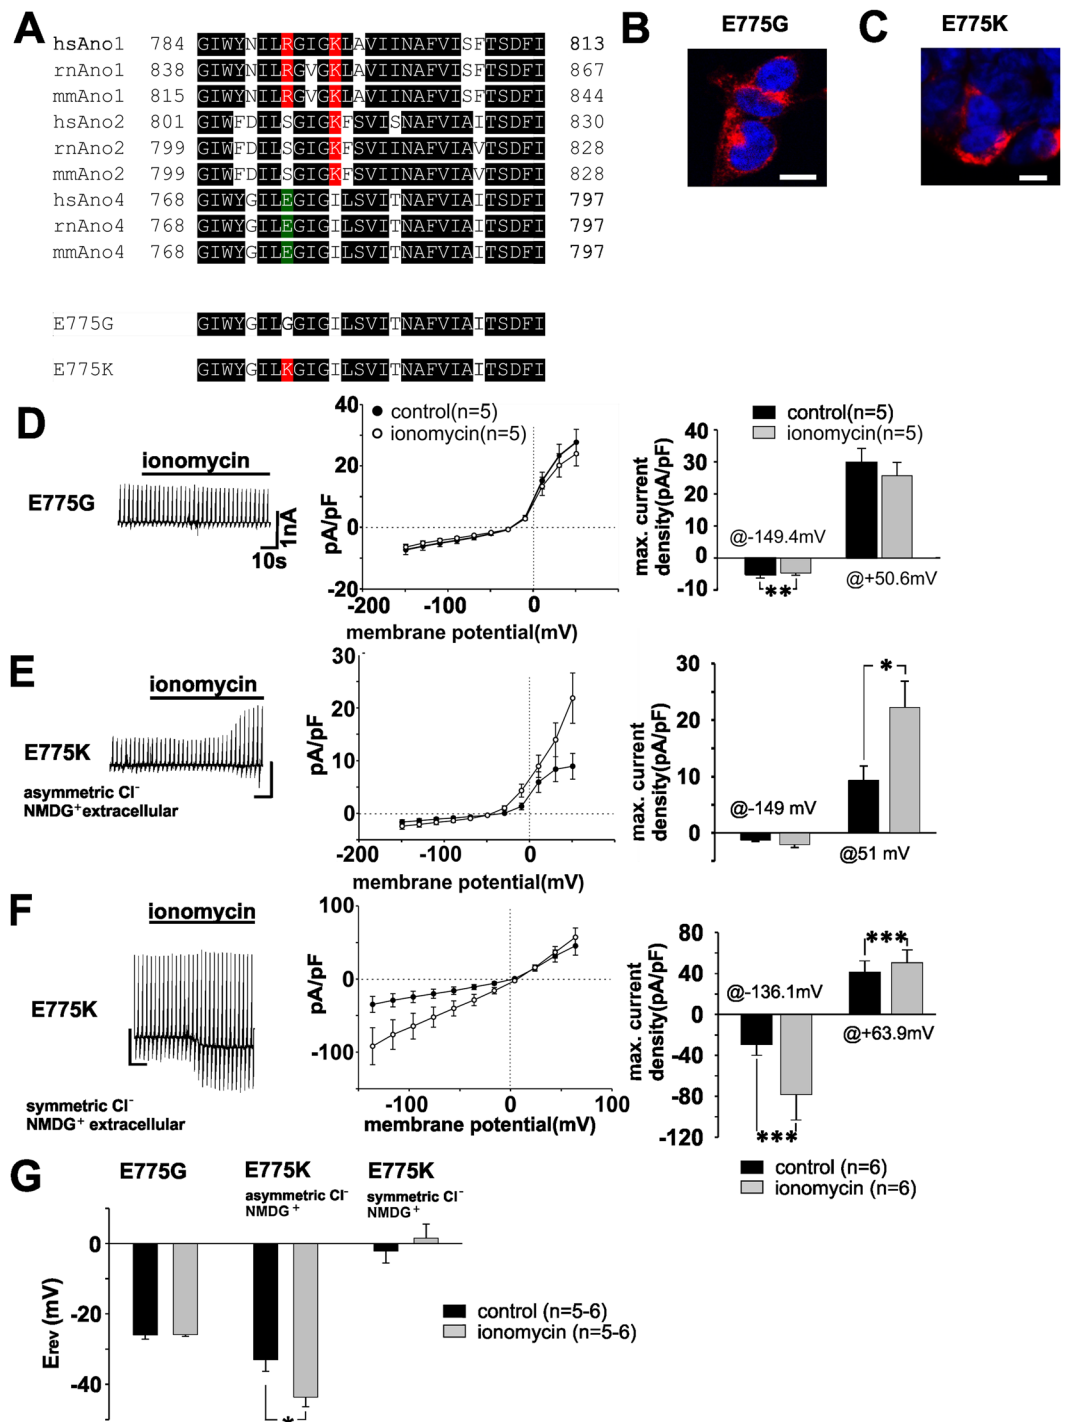 A
hsAno1 784 GIWYNILRGIGKLAVIINAFVISFTSDFI 813
rnAno1 838 GIWYNILRGVGKLAVIINAFVISFTSDFI 867
mmAno1 815 GIWYNILRGVGKLAVIINAFVISFTSDFI 844
hsAno2 801 GIWFDILSGIGKFSVISNAFVIAITSDFI 830
rnAno2 799 GIWFDILSGIGKFSVIINAFVIAVTSDFI 828
mmAno2 799 GIWFDILSGIGKFSVIINAFVIAVTSDFI 828
hsAno4 768 GIWYGILEGIGILSVITNAFVIAITSDFI 797
rnAno4 768 GIWYGILEGIGILSVITNAFVIAITSDFI 797
mmAno4 768 GIWYGILEGIGILSVITNAFVIAITSDFI 797
E775G GIWYGILGGIGILSVITNAFVIAITSDFI
E775K GIWYGILKGIGILSVITNAFVIAITSDFI
B
E775G
C
E775K
D
ionomycin
E775G
1nA
10s
40
20
0
-20
pA/pF
control(n=5)
ionomycin(n=5)
-200
-100
0
membrane potential(mV)
control(n=5)
ionomycin(n=5)
max. current
density(pA/pF)
40
30
20
10
0
-10
@-149.4mV
**
@+50.6mV
E
ionomycin
E775K
asymmetric Cl⁻
NMDG⁺extracellular
30
20
10
0
pA/pF
-200
-100
0
membrane potential(mV)
max. current
density(pA/pF)
30
20
10
0
*
@-149 mV
@51 mV
F
ionomycin
E775K
symmetric Cl⁻
NMDG⁺ extracellular
100
0
-100
pA/pF
-100
0
100
membrane potential(mV)
max. current
density(pA/pF)
80
40
0
-40
-80
-120
***
@-136.1mV
@+63.9mV
***
control (n=6)
ionomycin (n=6)
G
E775G
E775K
asymmetric Cl⁻
NMDG⁺
E775K
symmetric Cl⁻
NMDG⁺
Erev (mV)
0
-20
-40
*
control (n=5-6)
ionomycin (n=5-6)